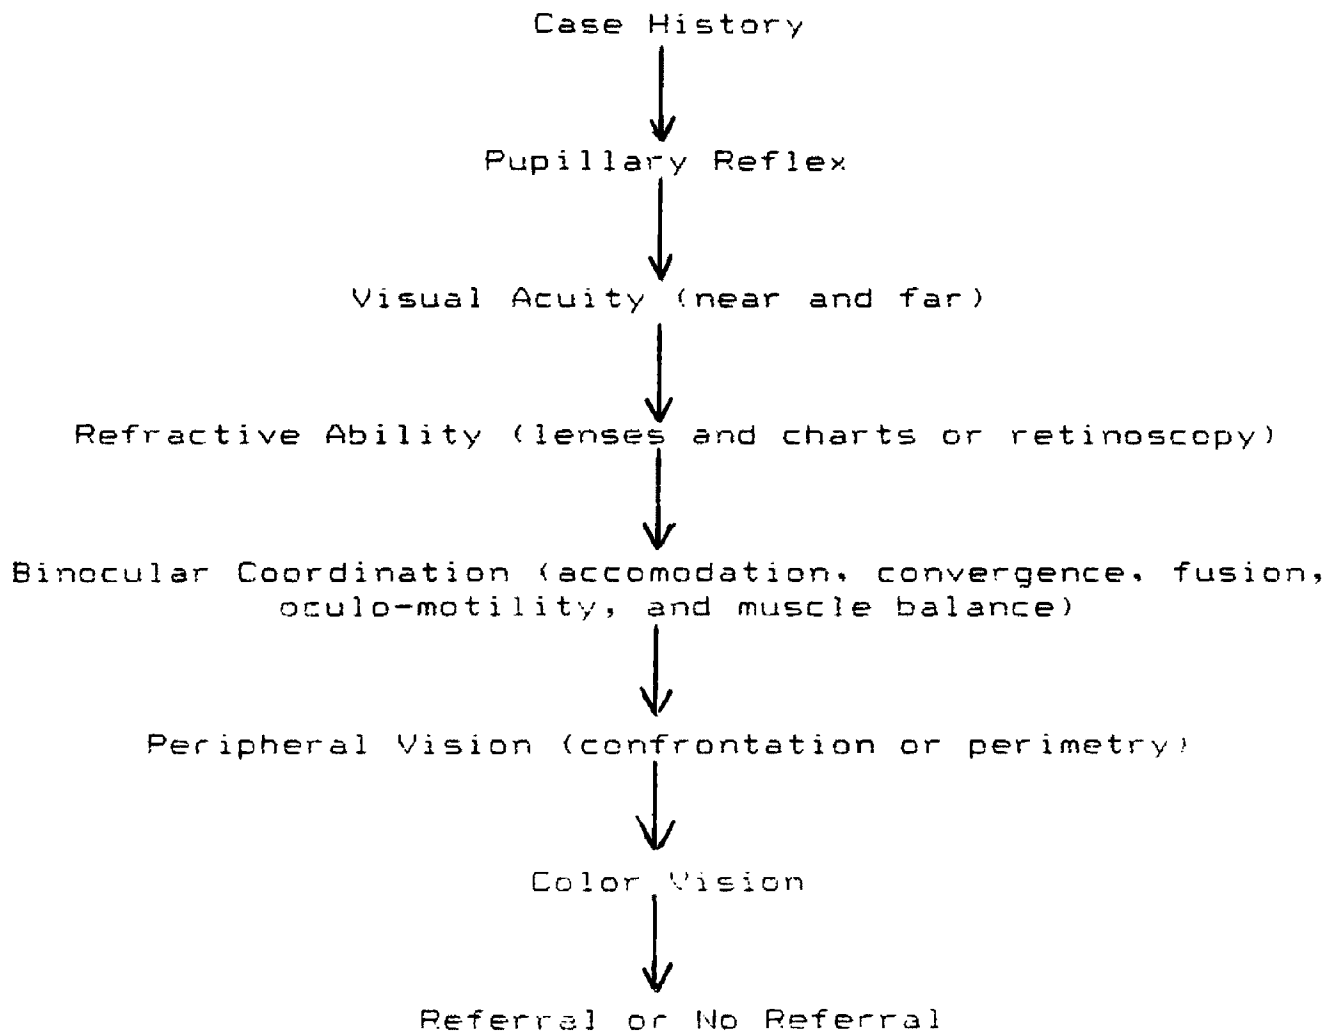 Case History
Pupillary Reflex
Visual Acuity (near and far)
Refractive Ability (lenses and charts or retinoscopy)
Binocular Coordination (accomodation, convergence, fusion,
oculo-motility, and muscle balance)
Peripheral Vision (confrontation or perimetry)
Color Vision
Referral or No Referral